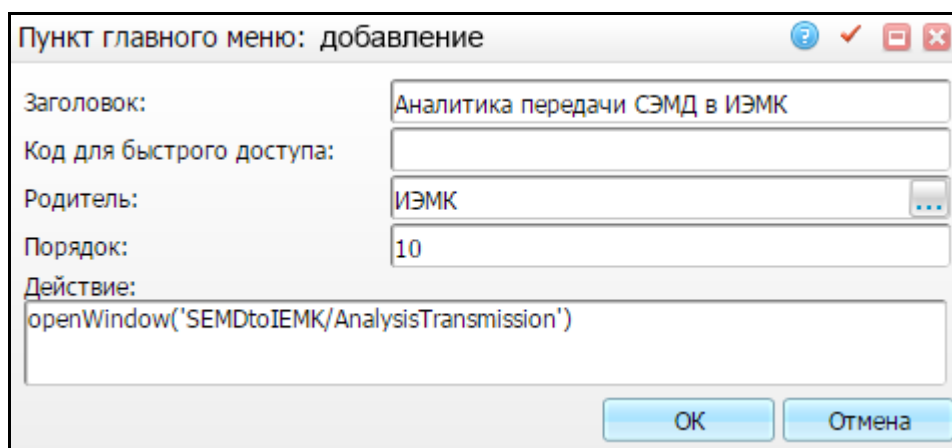 Пункт главного меню: добавление
Заголовок: Аналитика передачи СЭМД в ИЭМК
Код для быстрого доступа:
Родитель: ИЭМК ...
Порядок: 10
Действие:
openWindow('SEMDtoIEMK/AnalysisTransmission')
ОК Отмена